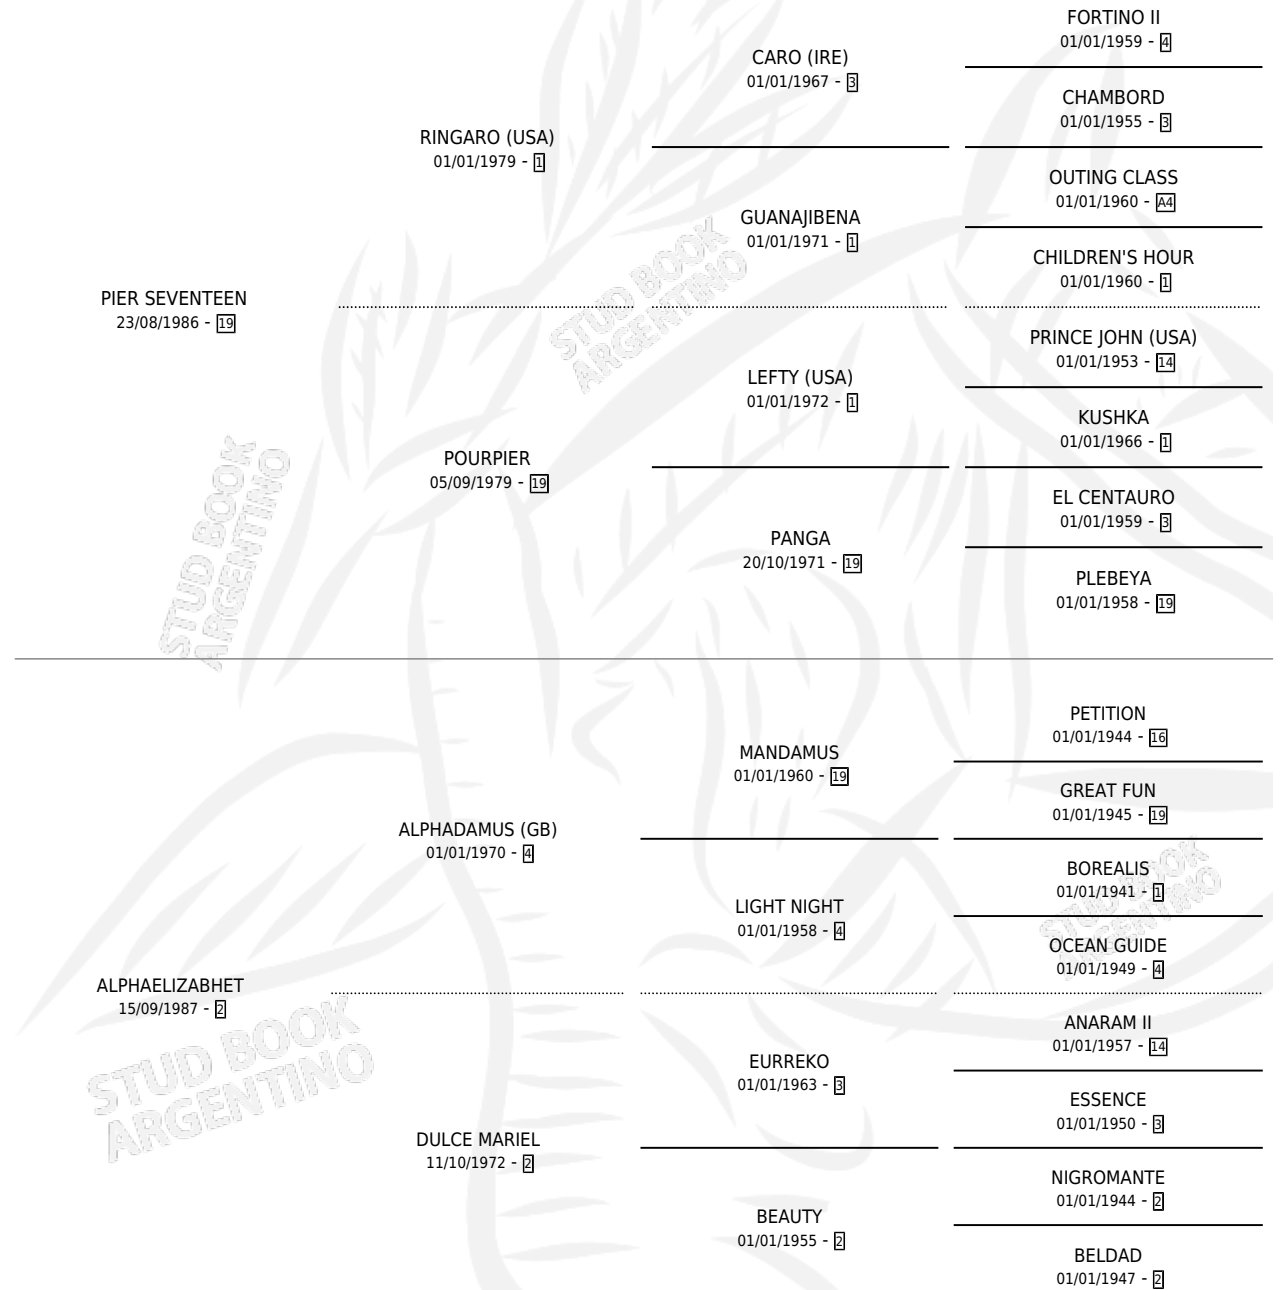 FORTINO II
01/01/1959 - 4
CARO (IRE)
01/01/1967 - 3
CHAMBORD
01/01/1955 - 3
RINGARO (USA)
01/01/1979 - 1
OUTING CLASS
01/01/1960 - A4
GUANAJIBENA
01/01/1971 - 1
CHILDREN'S HOUR
01/01/1960 - 1
PIER SEVENTEEN
23/08/1986 - 19
PRINCE JOHN (USA)
01/01/1953 - 14
LEFTY (USA)
01/01/1972 - 1
KUSHKA
01/01/1966 - 1
POURPIER
05/09/1979 - 19
EL CENTAURO
01/01/1959 - 3
PANGA
20/10/1971 - 19
PLEBEYA
01/01/1958 - 19
PETITION
01/01/1944 - 16
MANDAMUS
01/01/1960 - 19
GREAT FUN
01/01/1945 - 19
ALPHADAMUS (GB)
01/01/1970 - 4
BOREALIS
01/01/1941 - 1
LIGHT NIGHT
01/01/1958 - 4
OCEAN GUIDE
01/01/1949 - 4
ALPHAELIZABHET
15/09/1987 - 2
ANARAM II
01/01/1957 - 14
EURREKO
01/01/1963 - 3
ESSENCE
01/01/1950 - 3
DULCE MARIEL
11/10/1972 - 2
NIGROMANTE
01/01/1944 - 2
BEAUTY
01/01/1955 - 2
BELDAD
01/01/1947 - 2
STUD BOOK
ARGENTINO
STUD BOOK
ARGENTINO
STUD BOOK
ARGENTINO
STUD BOOK
ARGENTINO